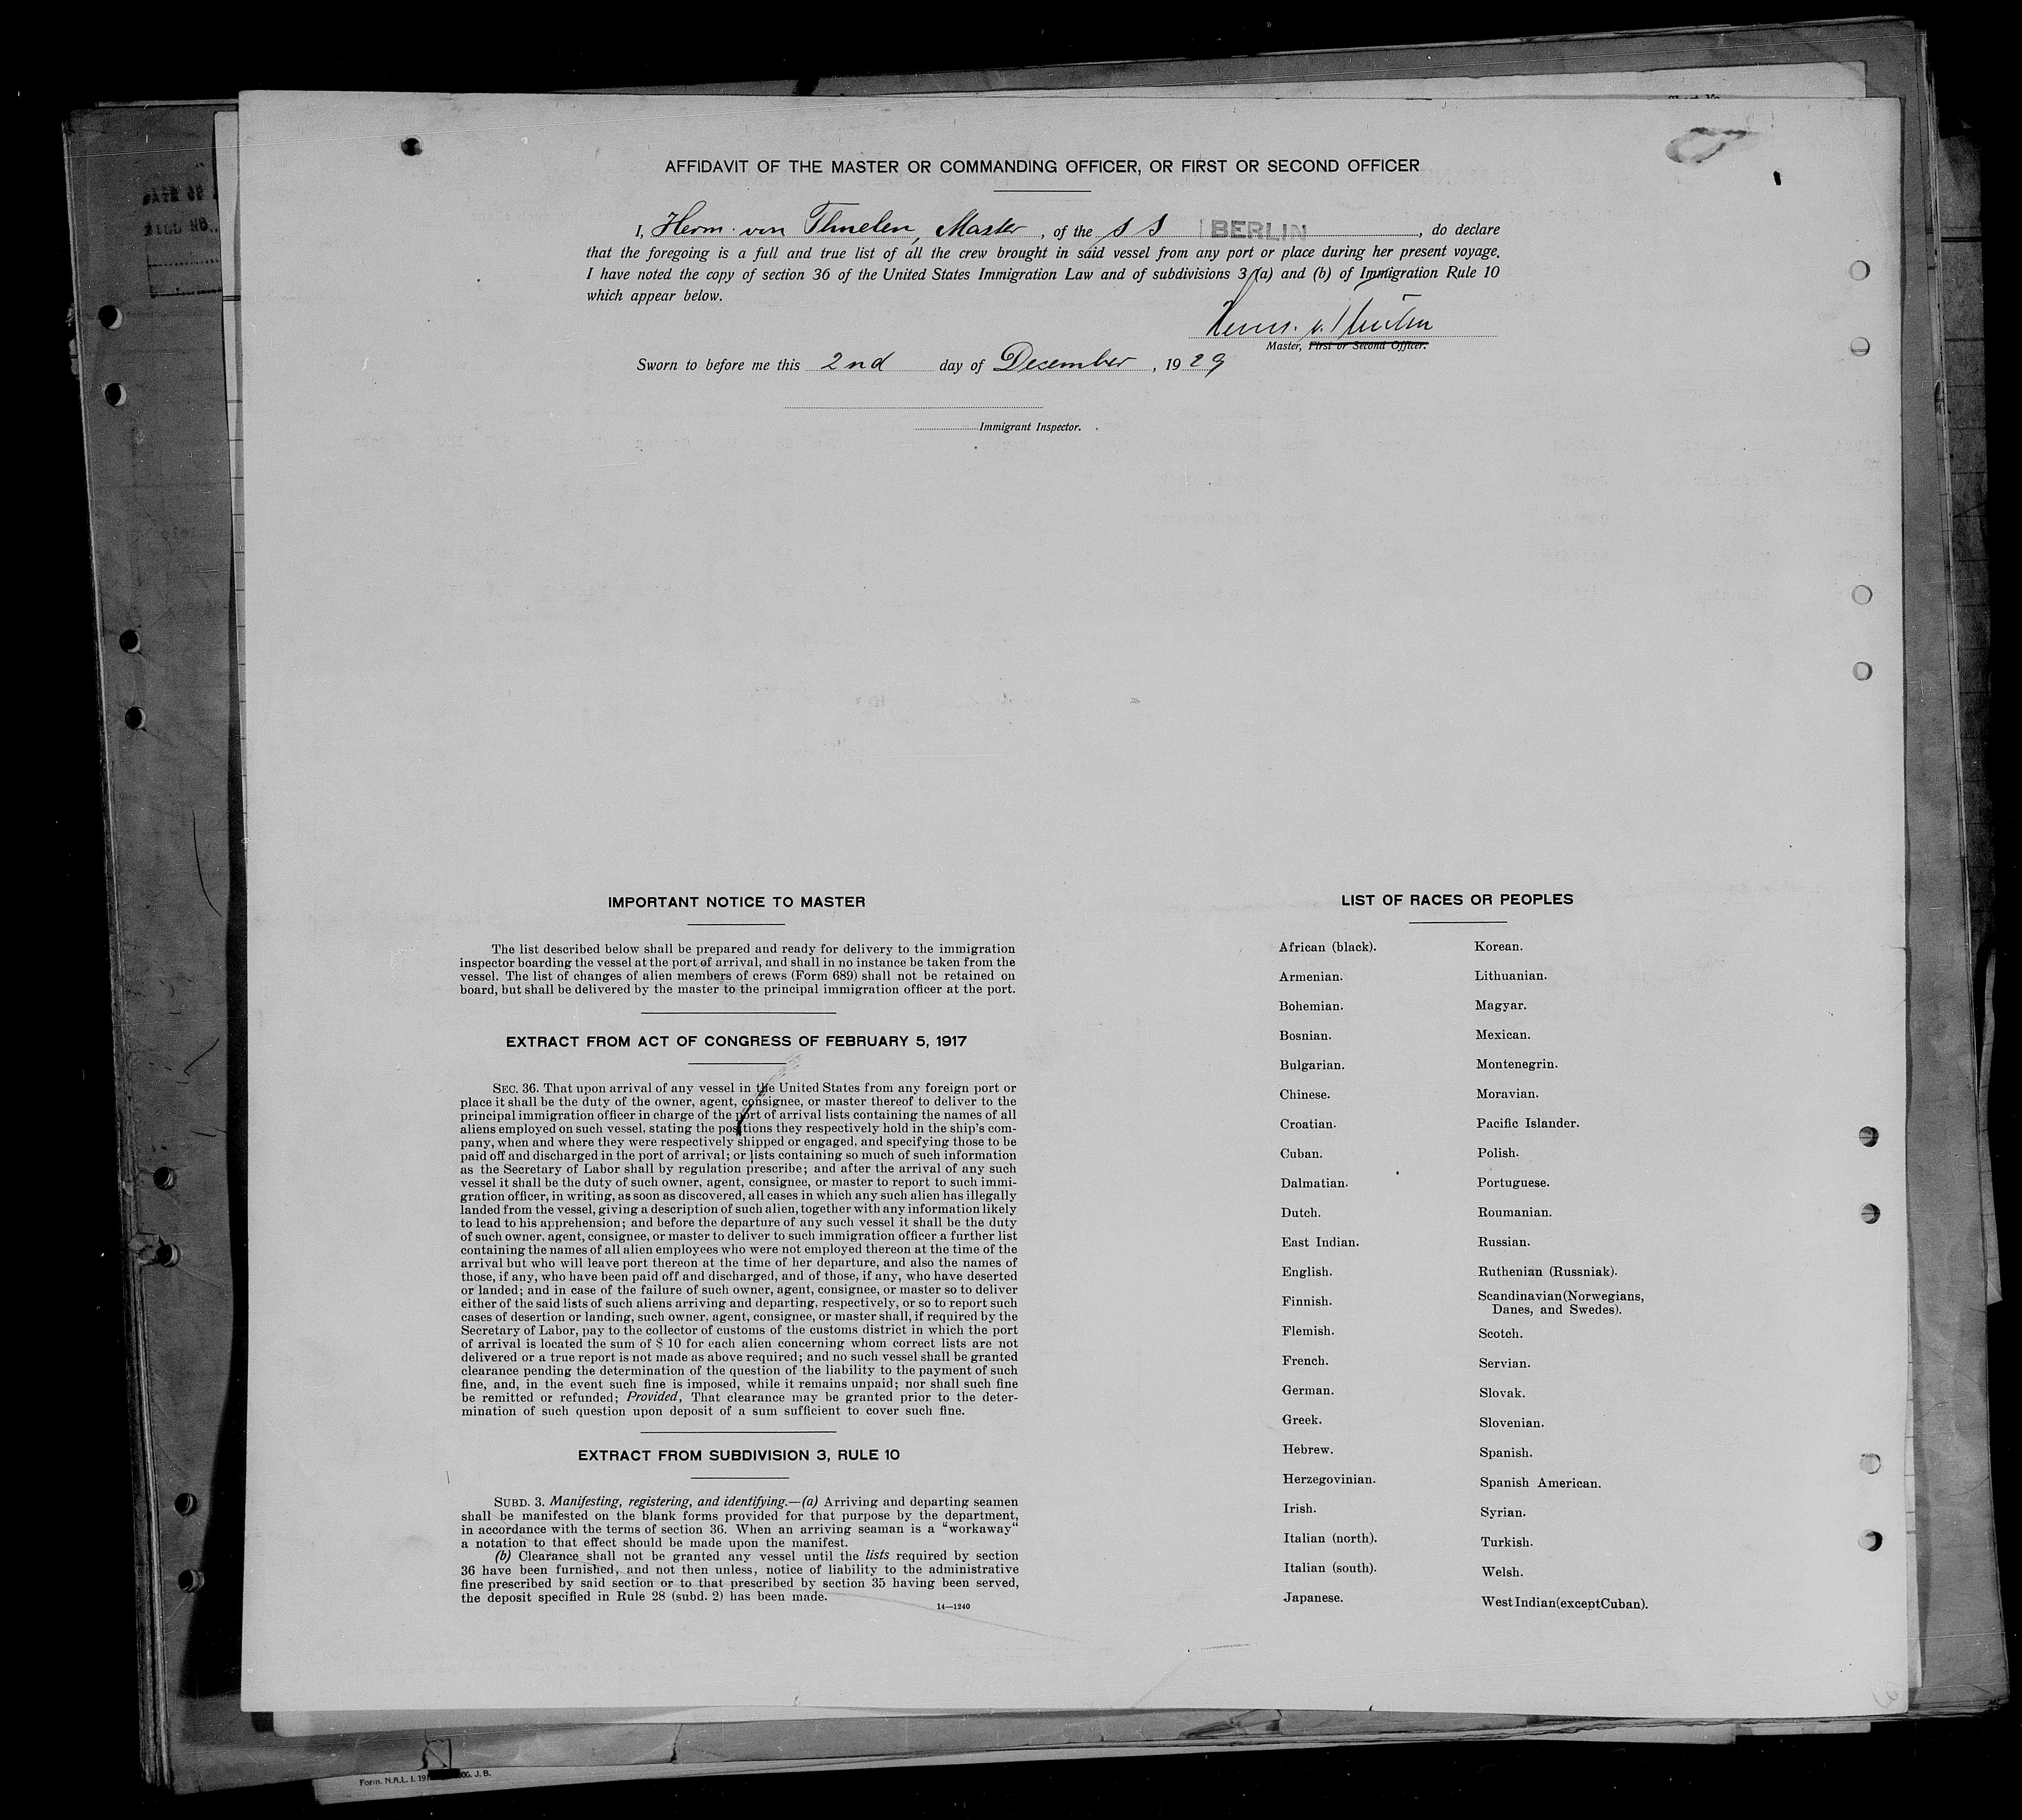 AFFIDAVIT OF THE MASTER OR COMMANDING OFFICER, OR FIRST OR SECOND OFFICER
I, Herm. von Thuelen, Master, of the S S BERLIN, do declare
that the foregoing is a full and true list of all the crew brought in said vessel from any port or place during her present voyage.
I have noted the copy of section 36 of the United States Immigration Law and of subdivisions 3 (a) and (b) of Immigration Rule 10
which appear below.
Master, First or Second Officer.
Sworn to before me this 2nd day of December, 1929
Immigrant Inspector.
IMPORTANT NOTICE TO MASTER
The list described below shall be prepared and ready for delivery to the immigration
inspector boarding the vessel at the port of arrival, and shall in no instance be taken from the
vessel. The list of changes of alien members of crews (Form 689) shall not be retained on
board, but shall be delivered by the master to the principal immigration officer at the port.
EXTRACT FROM ACT OF CONGRESS OF FEBRUARY 5, 1917
SEC. 36. That upon arrival of any vessel in the United States from any foreign port or
place it shall be the duty of the owner, agent, consignee, or master thereof to deliver to the
principal immigration officer in charge of the port of arrival lists containing the names of all
aliens employed on such vessel, stating the positions they respectively hold in the ship's com-
pany, when and where they were respectively shipped or engaged, and specifying those to be
paid off and discharged in the port of arrival; or lists containing so much of such information
as the Secretary of Labor shall by regulation prescribe; and after the arrival of any such
vessel it shall be the duty of such owner, agent, consignee, or master to report to such immi-
gration officer, in writing, as soon as discovered, all cases in which any such alien has illegally
landed from the vessel, giving a description of such alien, together with any information likely
to lead to his apprehension; and before the departure of any such vessel it shall be the duty
of such owner, agent, consignee, or master to deliver to such immigration officer a further list
containing the names of all alien employees who were not employed thereon at the time of the
arrival but who will leave port thereon at the time of her departure, and also the names of
those, if any, who have been paid off and discharged, and of those, if any, who have deserted
or landed; and in case of the failure of such owner, agent, consignee, or master so to deliver
either of the said lists of such aliens arriving and departing, respectively, or so to report such
cases of desertion or landing, such owner, agent, consignee, or master shall, if required by the
Secretary of Labor, pay to the collector of customs of the customs district in which the port
of arrival is located the sum of $ 10 for each alien concerning whom correct lists are not
delivered or a true report is not made as above required; and no such vessel shall be granted
clearance pending the determination of the question of the liability to the payment of such
fine, and, in the event such fine is imposed, while it remains unpaid; nor shall such fine
be remitted or refunded; Provided, That clearance may be granted prior to the deter-
mination of such question upon deposit of a sum sufficient to cover such fine.
EXTRACT FROM SUBDIVISION 3, RULE 10
SUBD. 3. Manifesting, registering, and identifying.—(a) Arriving and departing seamen
shall be manifested on the blank forms provided for that purpose by the department,
in accordance with the terms of section 36. When an arriving seaman is a "workaway"
a notation to that effect should be made upon the manifest.
(b) Clearance shall not be granted any vessel until the lists required by section
36 have been furnished, and not then unless, notice of liability to the administrative
fine prescribed by said section or to that prescribed by section 35 having been served,
the deposit specified in Rule 28 (subd. 2) has been made.
14—1240
LIST OF RACES OR PEOPLES
African (black).
Armenian.
Bohemian.
Bosnian.
Bulgarian.
Chinese.
Croatian.
Cuban.
Dalmatian.
Dutch.
East Indian.
English.
Finnish.
Flemish.
French.
German.
Greek.
Hebrew.
Herzegovinian.
Irish.
Italian (north).
Italian (south).
Japanese.
Korean.
Lithuanian.
Magyar.
Mexican.
Montenegrin.
Moravian.
Pacific Islander.
Polish.
Portuguese.
Roumanian.
Russian.
Ruthenian (Russniak).
Scandinavian(Norwegians,
Danes, and Swedes).
Scotch.
Servian.
Slovak.
Slovenian.
Spanish.
Spanish American.
Syrian.
Turkish.
Welsh.
West Indian(except Cuban).
Form. N.A.L. I. 19 J. B.